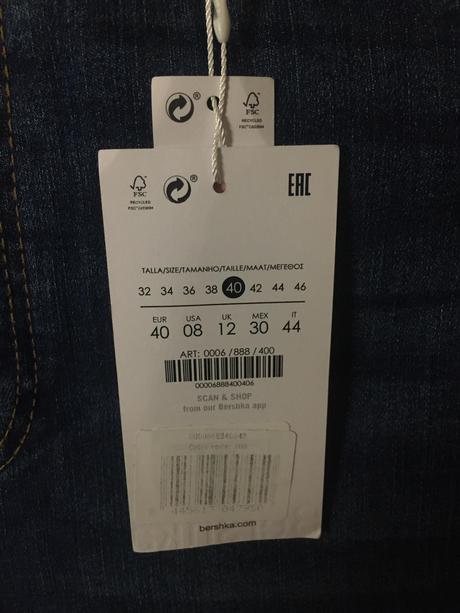 FSC
RECYCLED
FSC® C408099
FSC
RECYCLED
EAC
TALLA/SIZE/TAMANHO/TAILLE/MAAT/ΜΕΓΕΘΟΣ
32 34 36 38 40 42 44 46
EUR USA UK MEX IT
40 08 12 30 44
ART: 0006 / 888 / 400
00006888400406
SCAN & SHOP
from our Bershka app
bershka.com